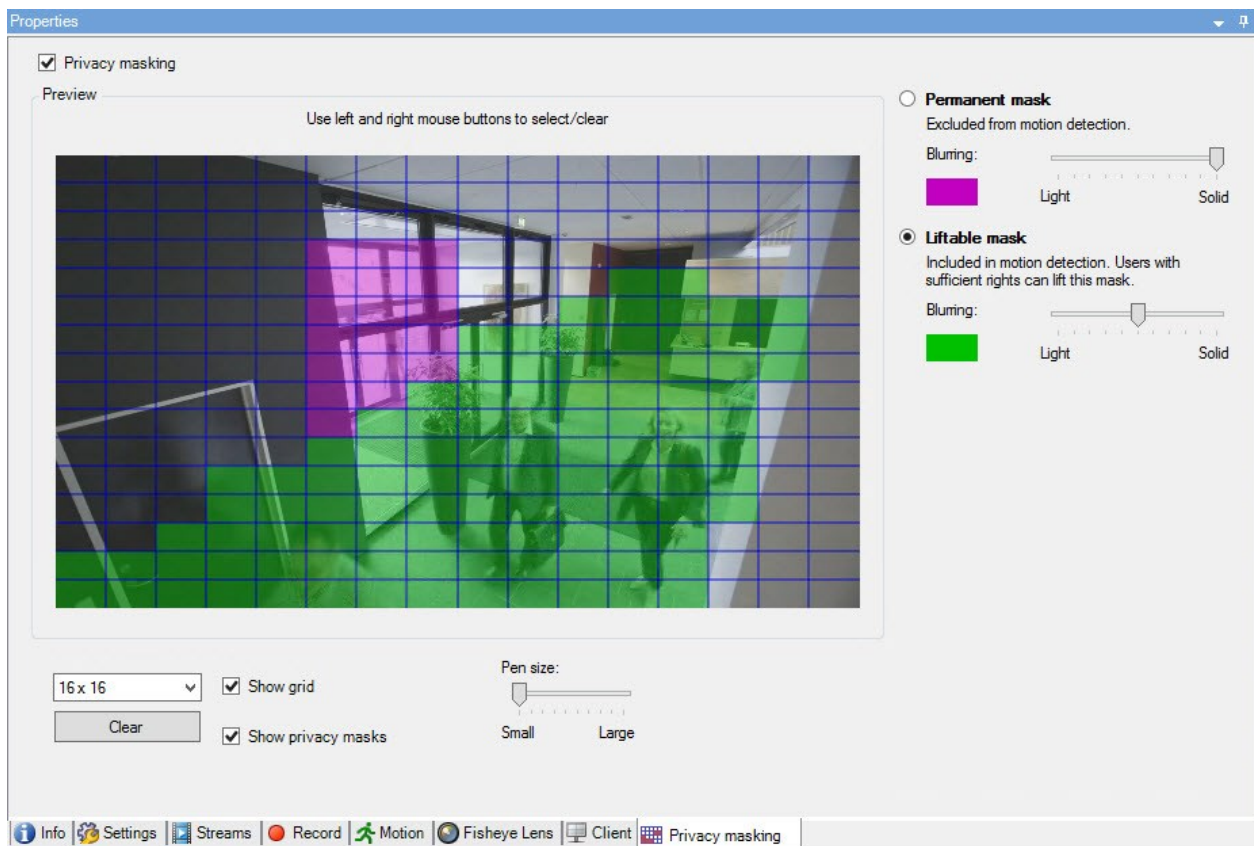 Properties
Privacy masking
Preview
Use left and right mouse buttons to select/clear
Permanent mask
Excluded from motion detection.
Blurring:
Light Solid
Liftable mask
Included in motion detection. Users with
sufficient rights can lift this mask.
Blurring:
Light Solid
16 x 16
Show grid
Clear
Show privacy masks
Pen size:
Small Large
Info Settings Streams Record Motion Fisheye Lens Client Privacy masking